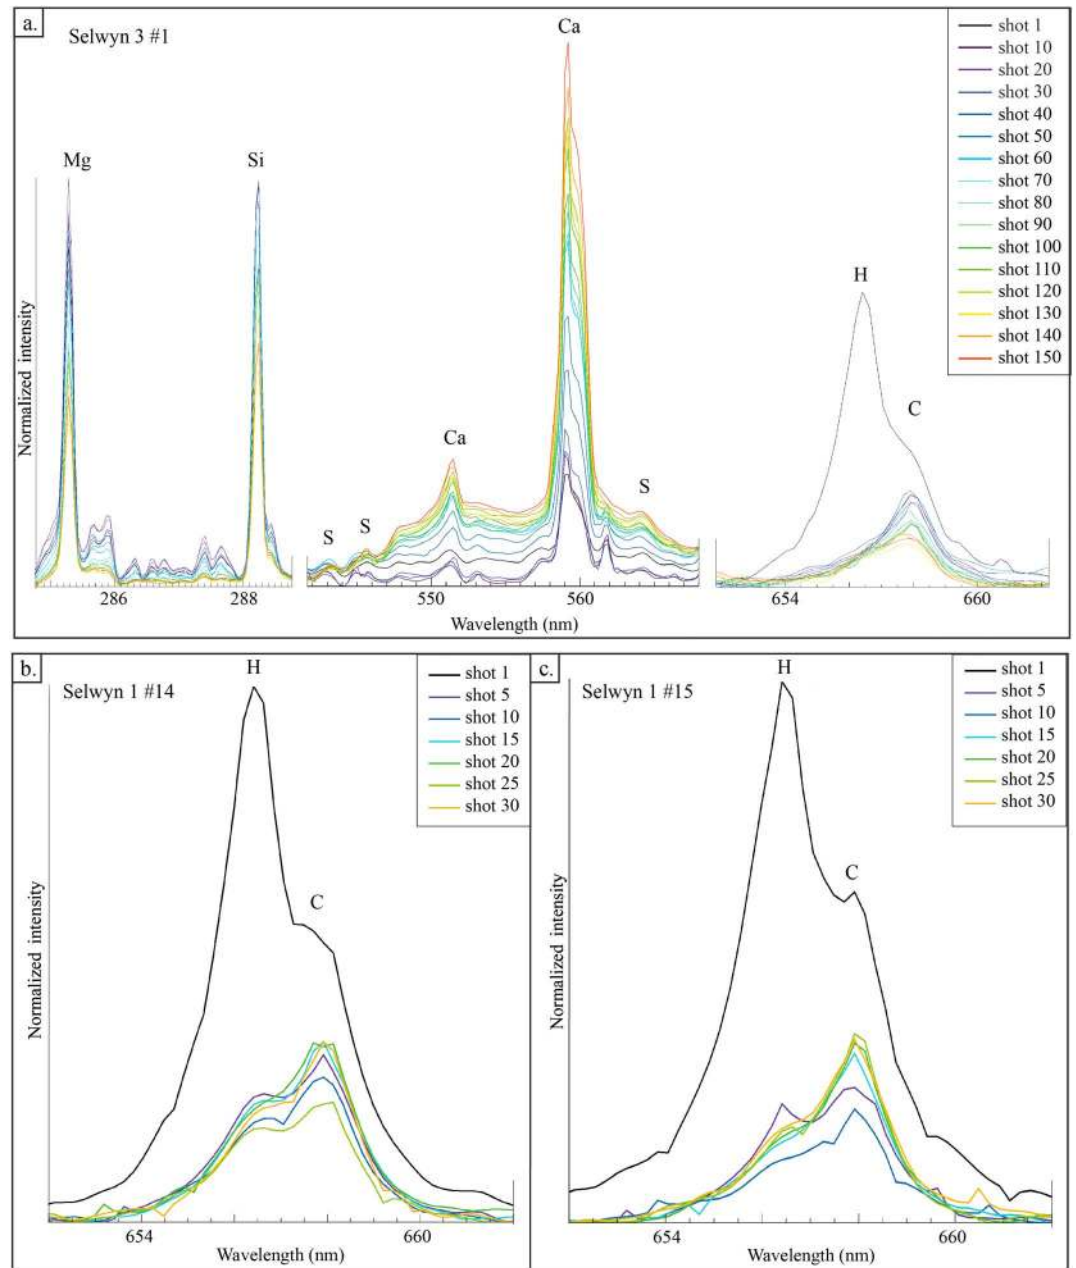 a.
Selwyn 3 #1
Mg
Si
Ca
S
S
Ca
S
H
C
shot 1
shot 10
shot 20
shot 30
shot 40
shot 50
shot 60
shot 70
shot 80
shot 90
shot 100
shot 110
shot 120
shot 130
shot 140
shot 150
Normalized intensity
286
288
550
560
654
660
Wavelength (nm)
b.
Selwyn 1 #14
H
C
shot 1
shot 5
shot 10
shot 15
shot 20
shot 25
shot 30
Normalized intensity
654
660
Wavelength (nm)
c.
Selwyn 1 #15
H
C
shot 1
shot 5
shot 10
shot 15
shot 20
shot 25
shot 30
Normalized intensity
654
660
Wavelength (nm)